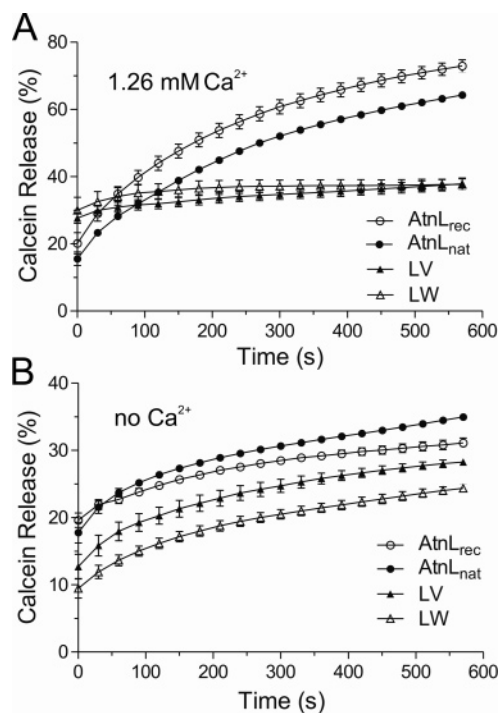 A
1.26 mM Ca²⁺
Calcein Release (%)
80
60
40
20
0
0 100 200 300 400 500 600
Time (s)
AtnLrec
AtnLnat
LV
LW
B
no Ca²⁺
Calcein Release (%)
40
30
20
10
0
0 100 200 300 400 500 600
Time (s)
AtnLrec
AtnLnat
LV
LW